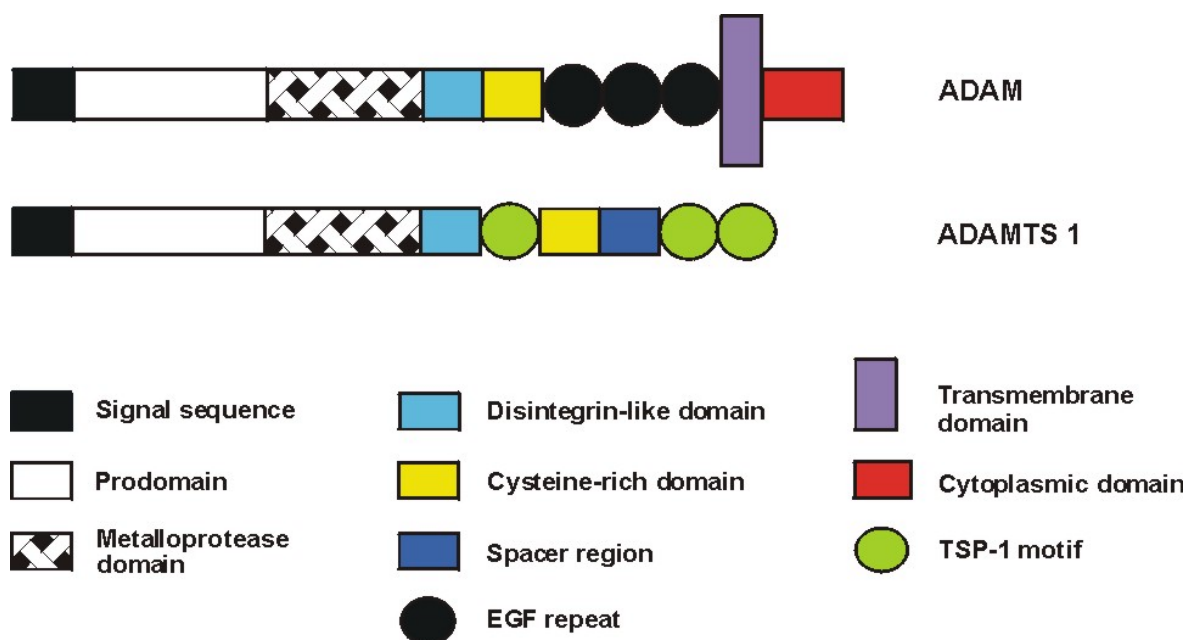 ADAM
ADAMTS 1
Signal sequence
Prodomain
Metalloprotease
domain
Disintegrin-like domain
Cysteine-rich domain
Spacer region
EGF repeat
Transmembrane
domain
Cytoplasmic domain
TSP-1 motif